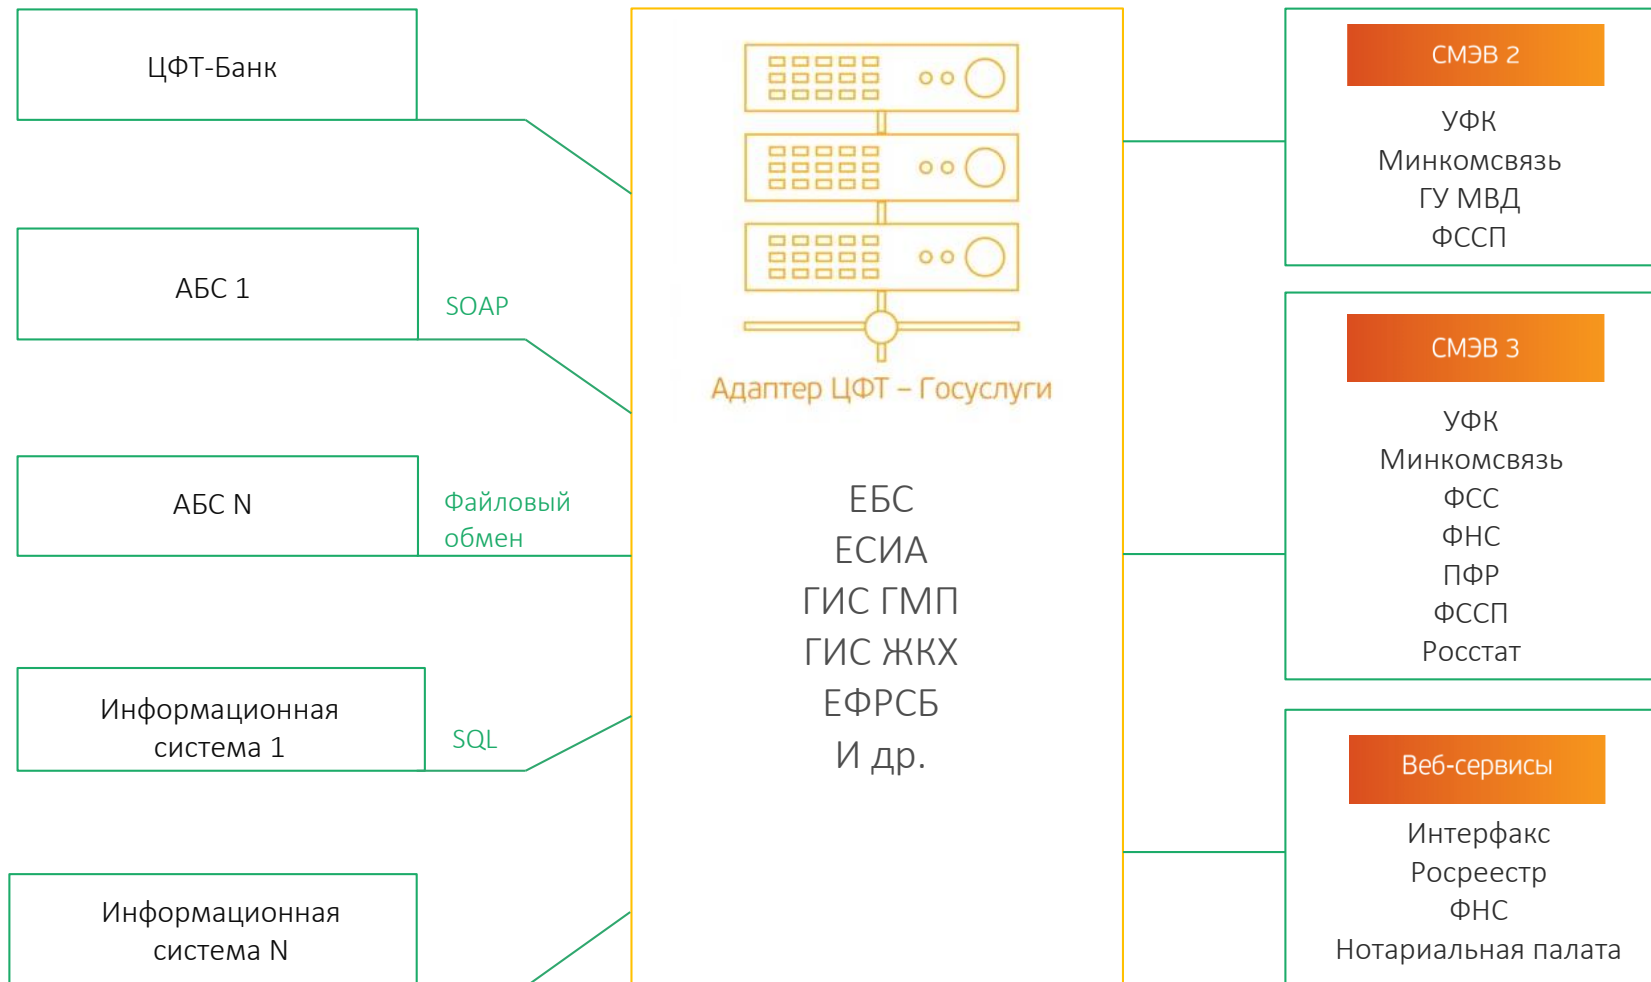 ЦФТ-Банк
АБС 1
SOAP
АБС N
Файловый
обмен
Информационная
система 1
SQL
Информационная
система N
Адаптер ЦФТ – Госуслуги
ЕБС
ЕСИА
ГИС ГМП
ГИС ЖКХ
ЕФРСБ
И др.
СМЭВ 2
УФК
Минкомсвязь
ГУ МВД
ФССП
СМЭВ 3
УФК
Минкомсвязь
ФСС
ФНС
ПФР
ФССП
Росстат
Веб-сервисы
Интерфакс
Росреестр
ФНС
Нотариальная палата